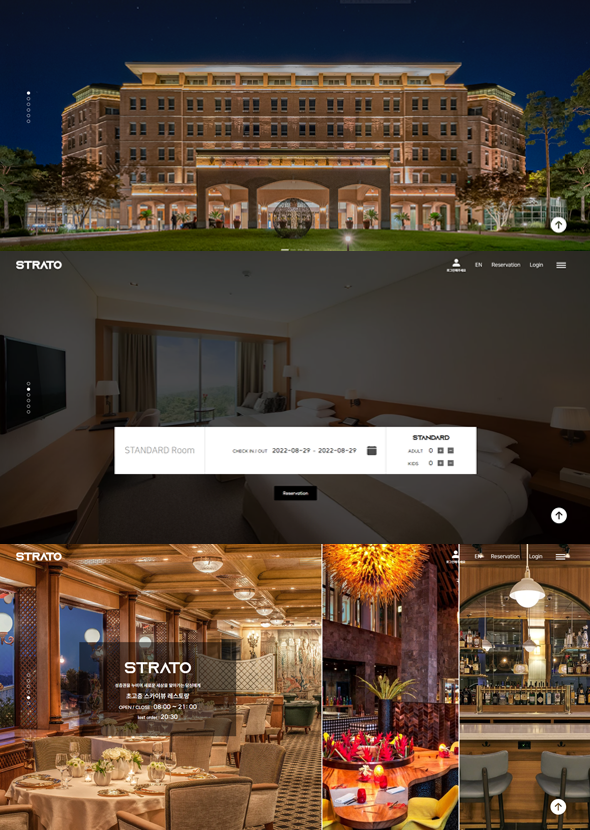 STRATO
EN Reservation Login
STANDARD Room
CHECK IN / OUT 2022-08-29 - 2022-08-29
STANDARD
ADULT 0 + -
KIDS 0 + -
Reservation
STRATO
EN Reservation Login
STRATO
초고층 스카이뷰 레스토랑
OPEN / CLOSE : 08:00 ~ 21:00
last order : 20:30